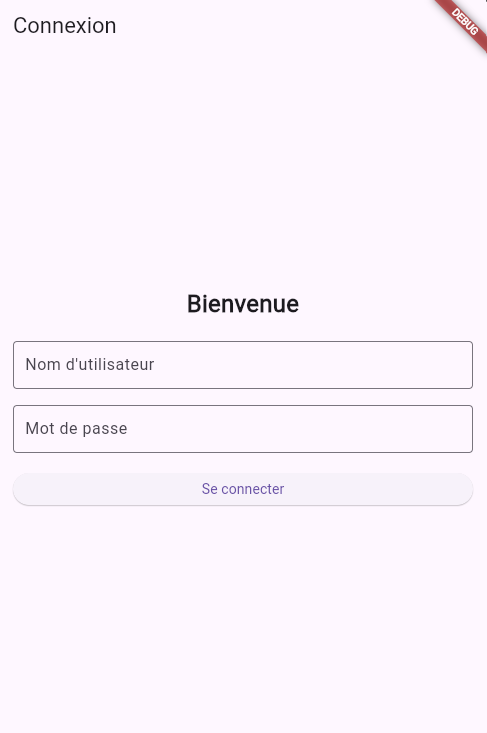 Connexion
DEBUG
Bienvenue
Nom d'utilisateur
Mot de passe
Se connecter